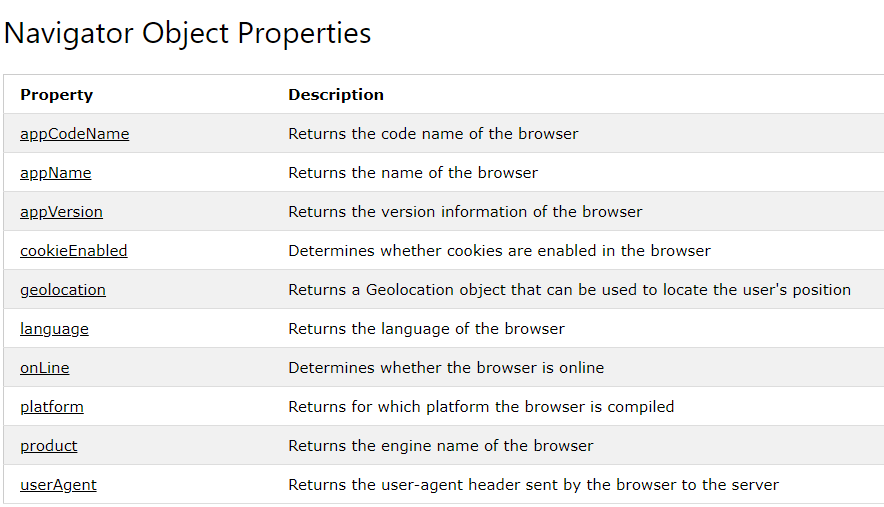 Navigator Object Properties
Property Description
appCodeName Returns the code name of the browser
appName Returns the name of the browser
appVersion Returns the version information of the browser
cookieEnabled Determines whether cookies are enabled in the browser
geolocation Returns a Geolocation object that can be used to locate the user's position
language Returns the language of the browser
onLine Determines whether the browser is online
platform Returns for which platform the browser is compiled
product Returns the engine name of the browser
userAgent Returns the user-agent header sent by the browser to the server